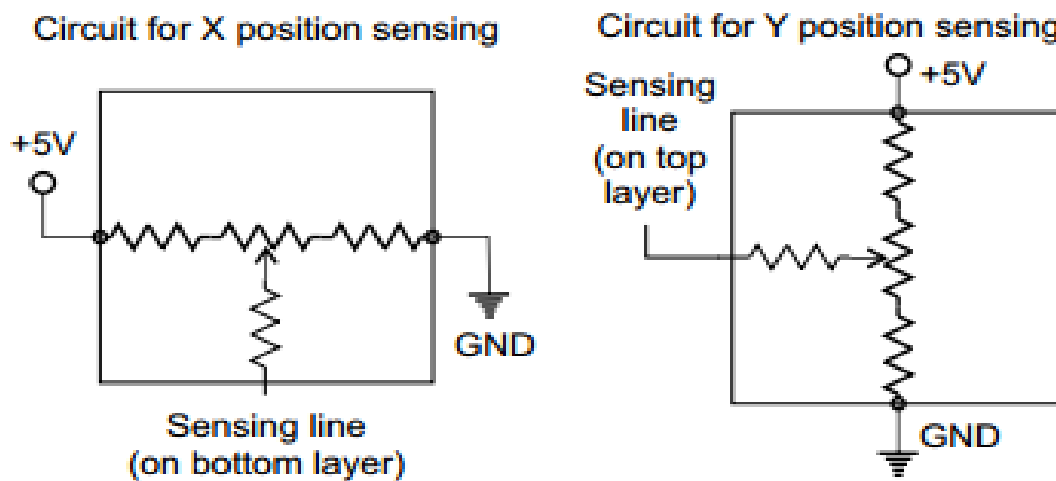 Circuit for X position sensing
+5V
GND
Sensing line
(on bottom layer)
Circuit for Y position sensing
+5V
Sensing
line
(on top
layer)
GND